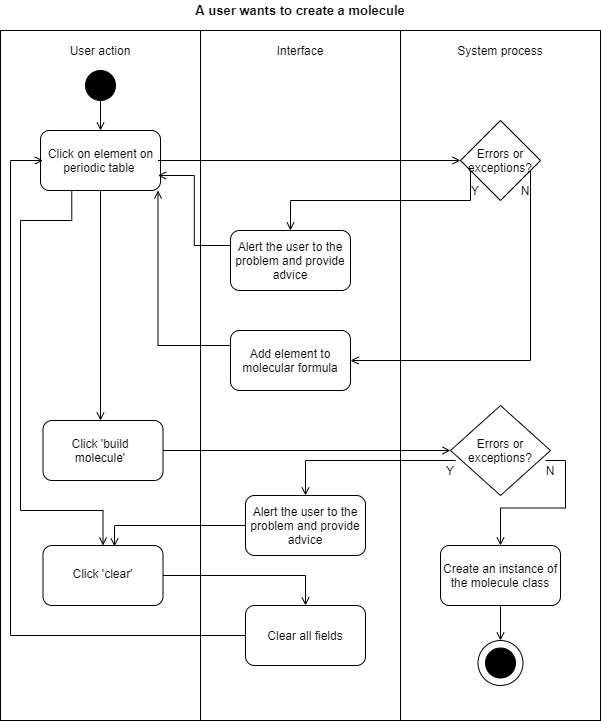 A user wants to create a molecule
User action
Interface
System process
Click on element on
periodic table
Errors or
exceptions?
Y
N
Alert the user to the
problem and provide
advice
Add element to
molecular formula
Click 'build
molecule'
Errors or
exceptions?
Y
N
Alert the user to the
problem and provide
advice
Click 'clear'
Create an instance of
the molecule class
Clear all fields